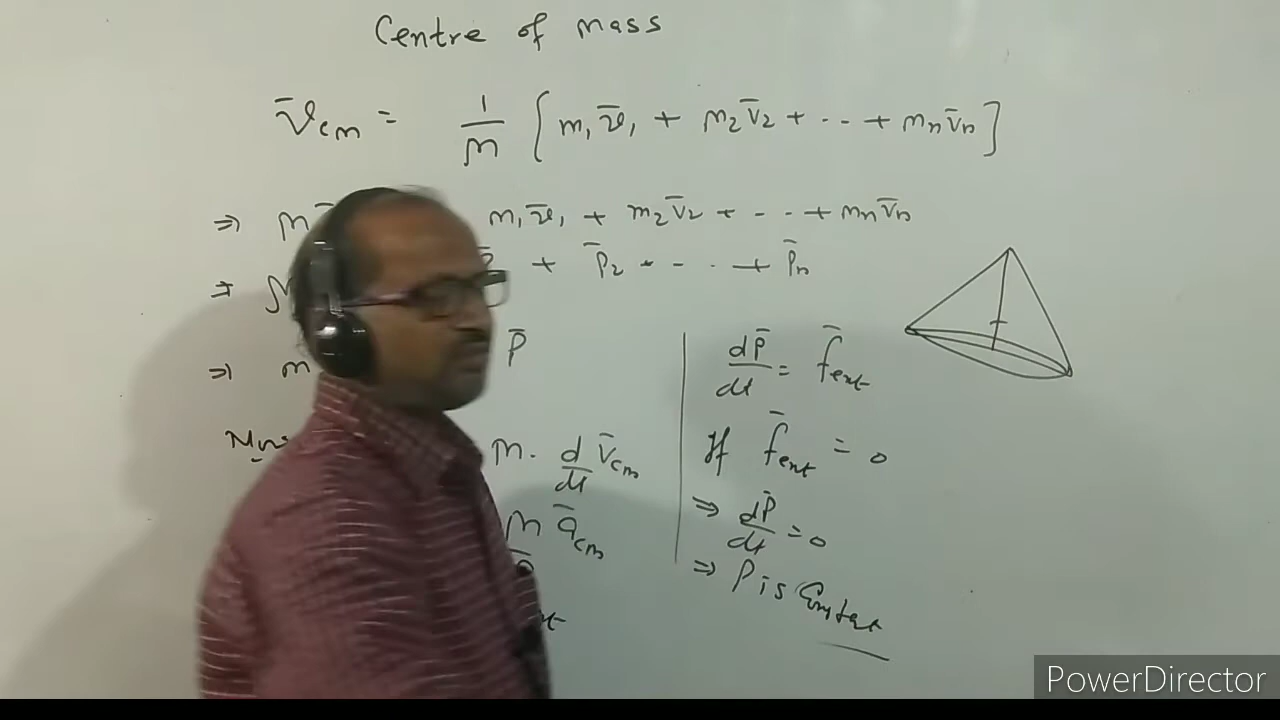 Centre of mass
v̄cm = 1/M [m₁v̄₁ + m₂v̄₂ + ... + mₙv̄ₙ]
⇒ M m₁v̄₁ + m₂v̄₂ + - .. + mₙv̄ₙ
⇒ + p̄₂ + - .. + p̄ₙ
⇒ m P̄
M. d/dt v̄cm
M ācm
dP̄/dt = f̄ext
If f̄ext = 0
⇒ dP̄/dt = 0
⇒ P is Constat
PowerDirector